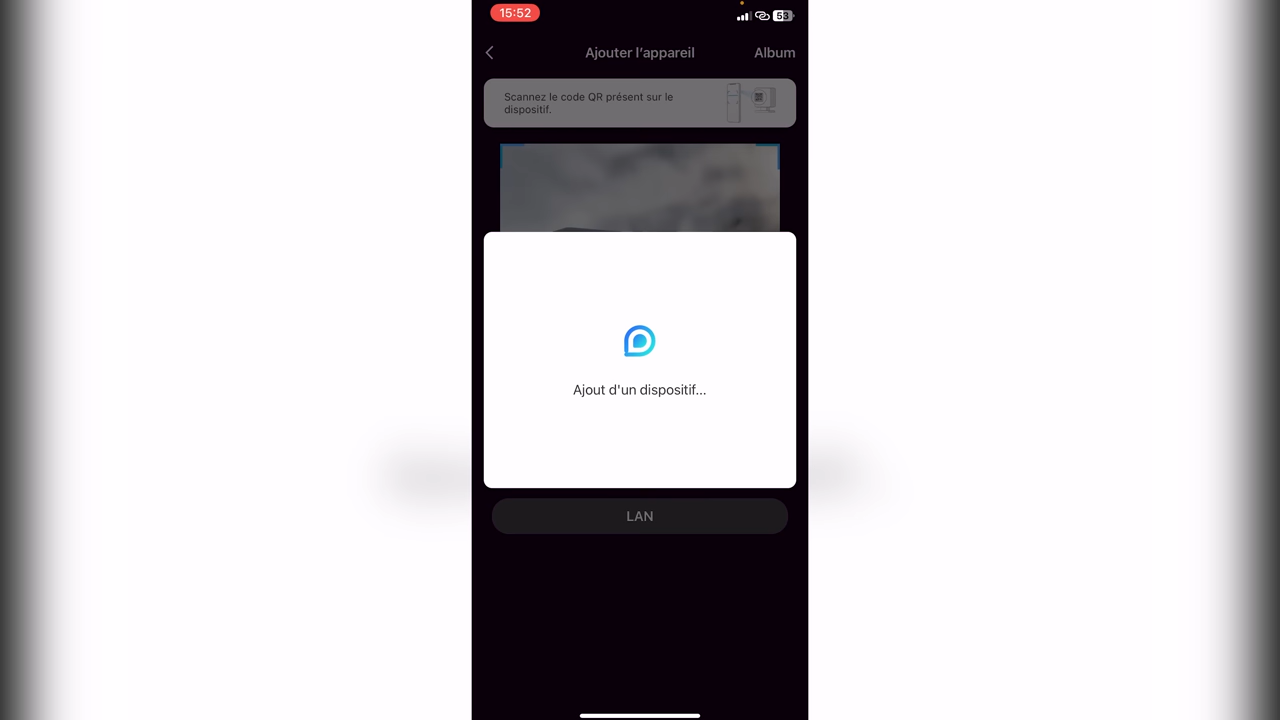 15:52
53
Ajouter l’appareil
Album
Scannez le code QR présent sur le
dispositif.
Ajout d'un dispositif...
LAN